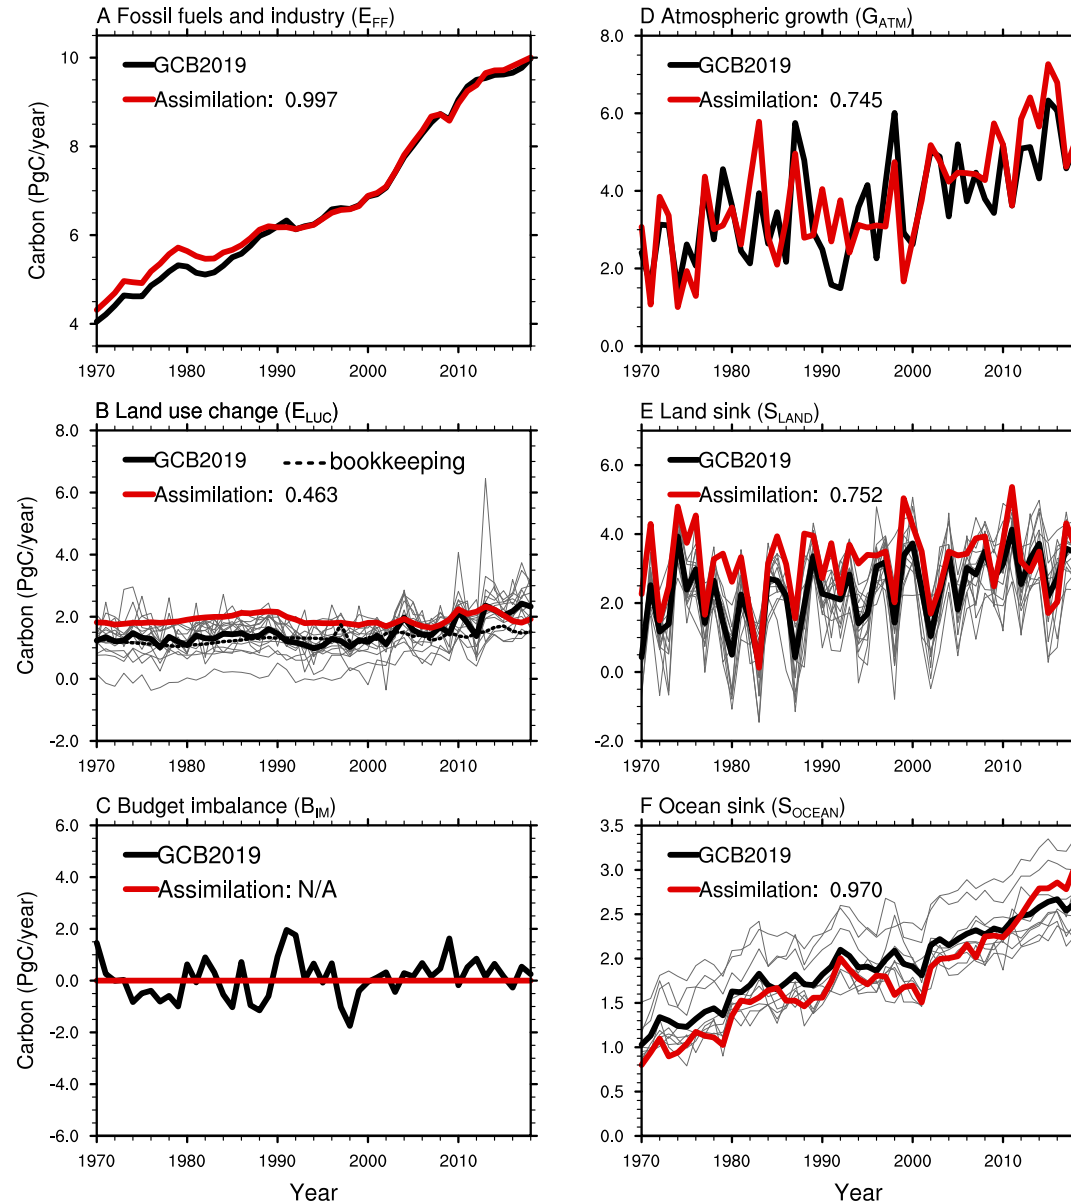 A Fossil fuels and industry (EFF)
GCB2019
Assimilation: 0.997
Carbon (PgC/year)
10
8
6
4
1970 1980 1990 2000 2010
D Atmospheric growth (GATM)
GCB2019
Assimilation: 0.745
8.0
6.0
4.0
2.0
0.0
1970 1980 1990 2000 2010
B Land use change (ELUC)
GCB2019 bookkeeping
Assimilation: 0.463
Carbon (PgC/year)
8.0
6.0
4.0
2.0
0.0
-2.0
1970 1980 1990 2000 2010
E Land sink (SLAND)
GCB2019
Assimilation: 0.752
6.0
4.0
2.0
0.0
-2.0
1970 1980 1990 2000 2010
C Budget imbalance (BIM)
GCB2019
Assimilation: N/A
Carbon (PgC/year)
6.0
4.0
2.0
0.0
-2.0
-4.0
-6.0
1970 1980 1990 2000 2010
Year
F Ocean sink (SOCEAN)
GCB2019
Assimilation: 0.970
3.5
3.0
2.5
2.0
1.5
1.0
0.5
0.0
1970 1980 1990 2000 2010
Year